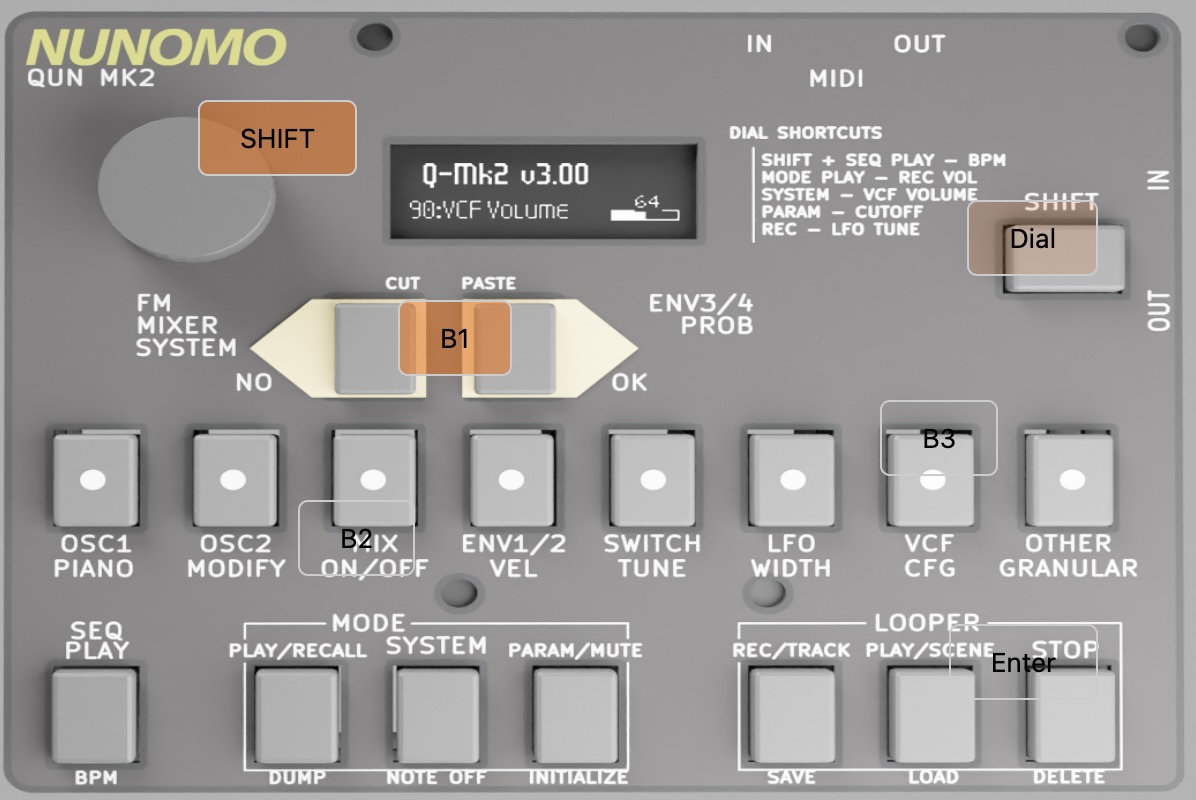 NUNOMO
QUN MK2
IN
OUT
MIDI
SHIFT
Q-Mk2 v3.00
90:VCF VOLUME
64
DIAL SHORTCUTS
SHIFT + SEQ PLAY – BPM
MODE PLAY – REC VOL
SYSTEM – VCF VOLUME
PARAM – CUTOFF
REC – LFO TUNE
SHIFT
Dial
IN
OUT
CUT
PASTE
FM
MIXER
SYSTEM
B1
ENV3/4
PROB
NO
OK
B3
OSC1
PIANO
OSC2
MODIFY
MIX
ON/OFF
B2
ENV1/2
VEL
SWITCH
TUNE
LFO
WIDTH
VCF
CFG
OTHER
GRANULAR
SEQ
PLAY
MODE
PLAY/RECALL
SYSTEM
PARAM/MUTE
LOOPER
REC/TRACK
PLAY/SCENE
STOP
Enter
BPM
DUMP
NOTE OFF
INITIALIZE
SAVE
LOAD
DELETE